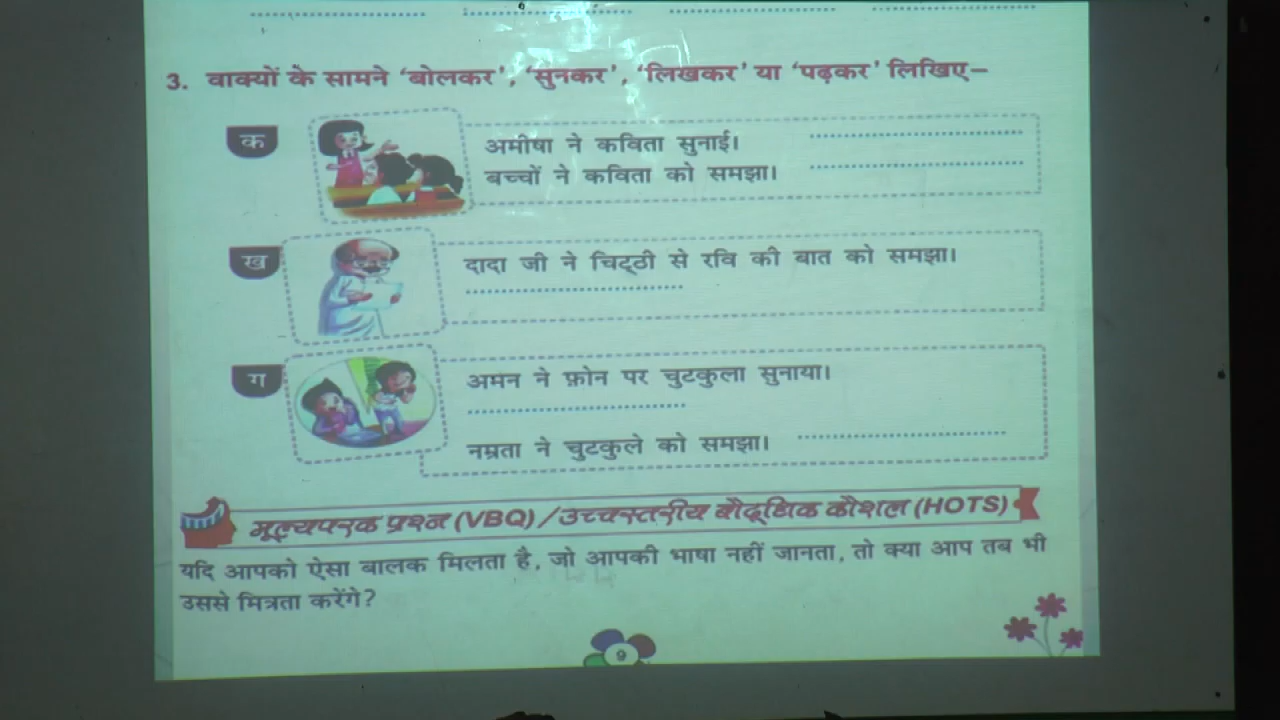 3. वाक्यों के सामने 'बोलकर', 'सुनकर', 'लिखकर' या 'पढ़कर' लिखिए–
क
अमीषा ने कविता सुनाई।
बच्चों ने कविता को समझा।
ख
दादा जी ने चिट्ठी से रवि की बात को समझा।
ग
अमन ने फ़ोन पर चुटकुला सुनाया।
नम्रता ने चुटकुले को समझा।
मूल्यपरक प्रश्न (VBQ) / उच्चस्तरीय बौद्धिक कौशल (HOTS)
यदि आपको ऐसा बालक मिलता है, जो आपकी भाषा नहीं जानता, तो क्या आप तब भी
उससे मित्रता करेंगे?
9